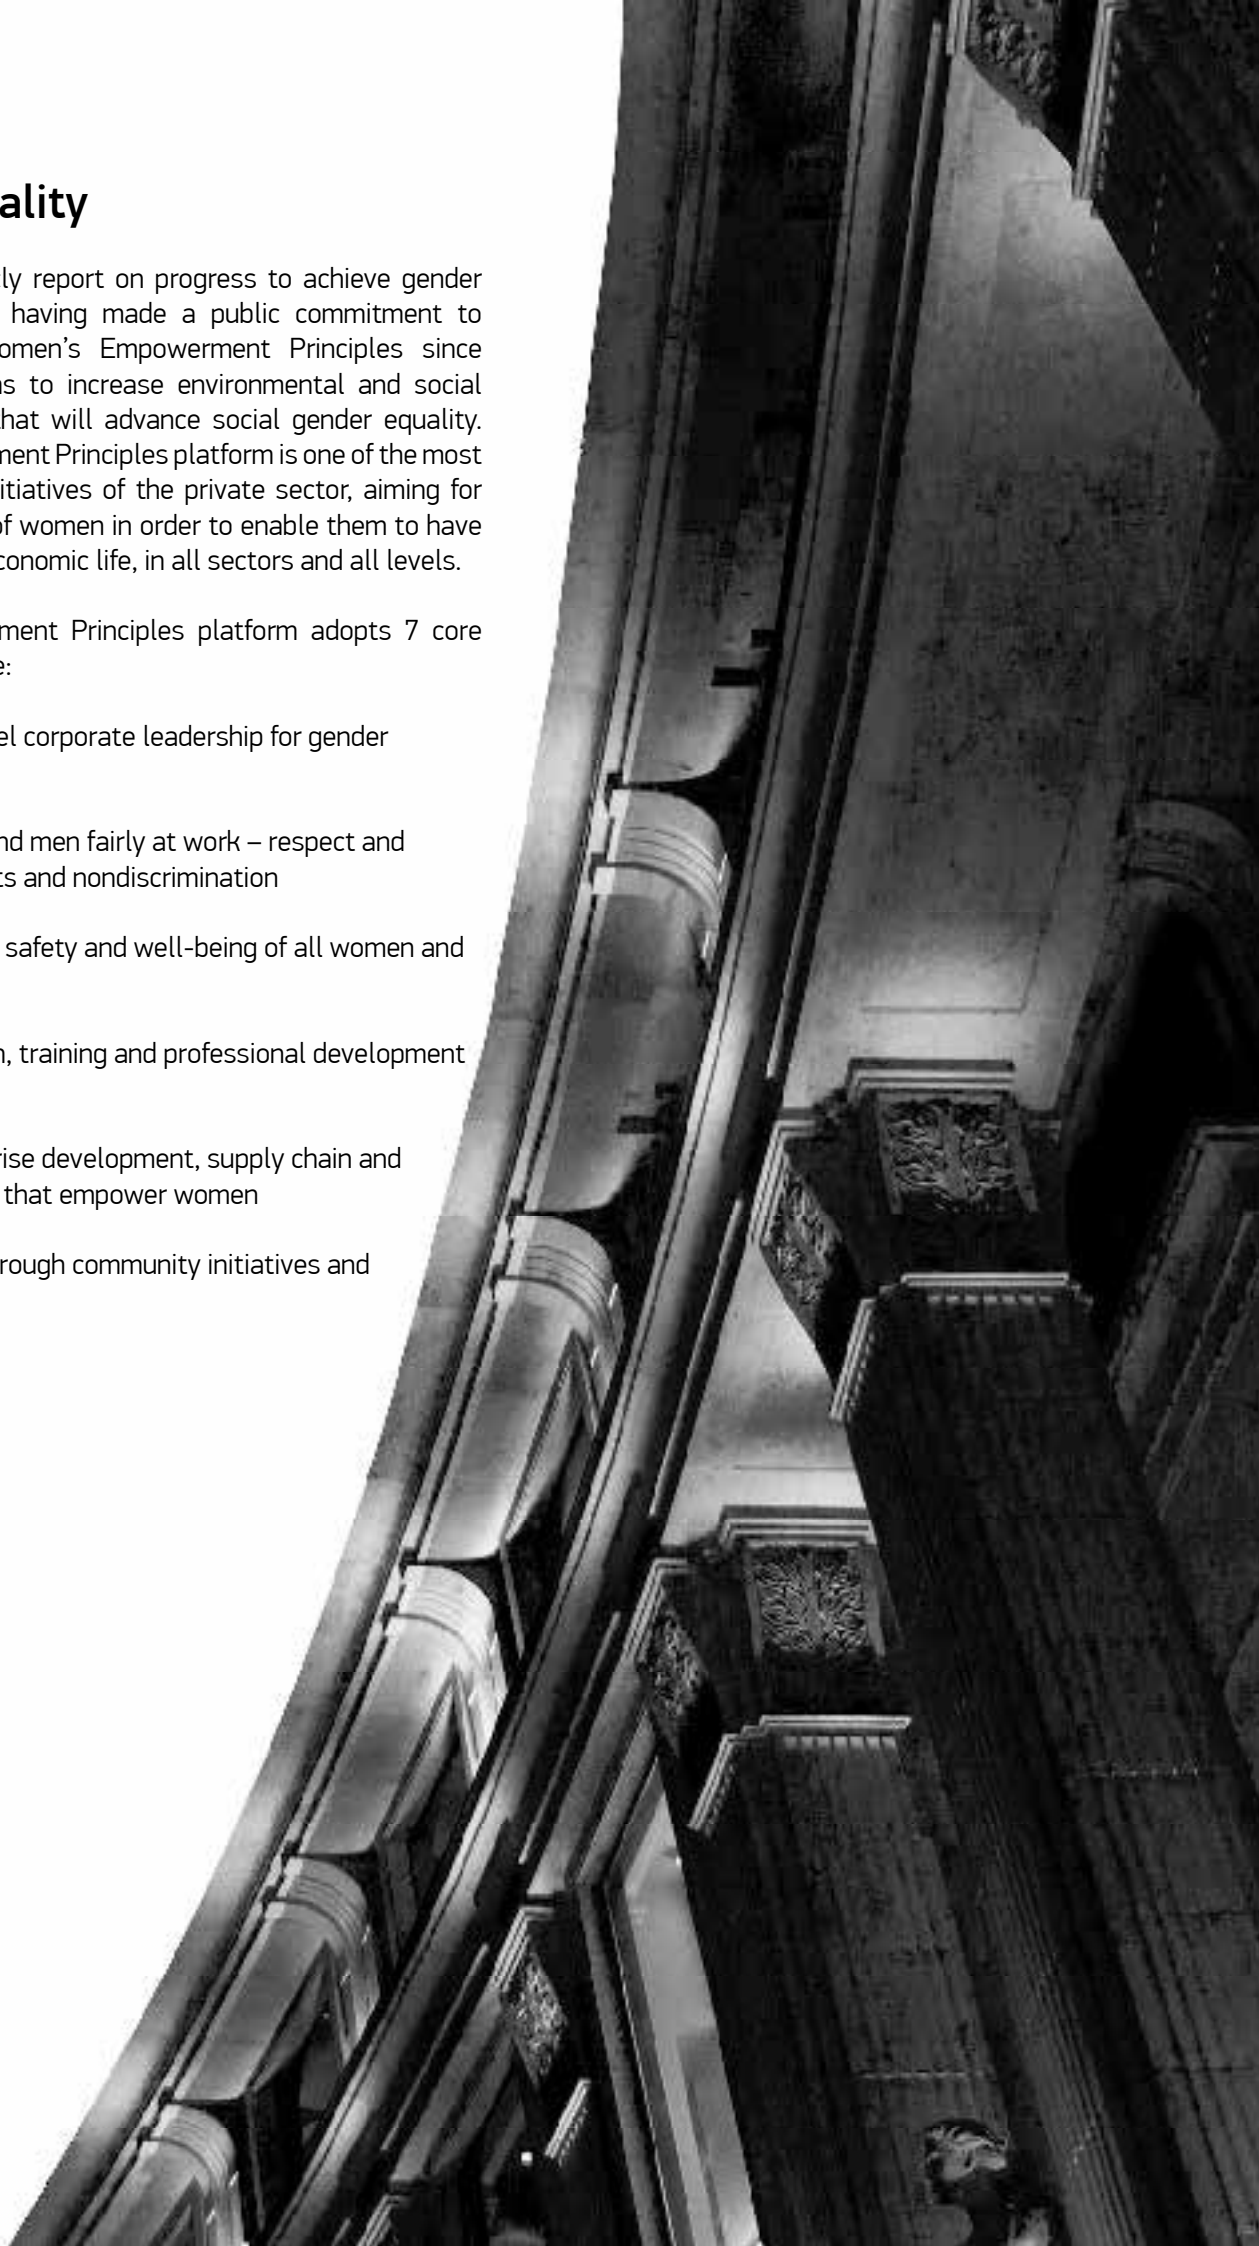 ality
ly report on progress to achieve gender
having made a public commitment to
omen's Empowerment Principles since
s to increase environmental and social
hat will advance social gender equality.
ment Principles platform is one of the most
itiatives of the private sector, aiming for
of women in order to enable them to have
conomic life, in all sectors and all levels.
ment Principles platform adopts 7 core
e:
el corporate leadership for gender
nd men fairly at work – respect and
ts and nondiscrimination
safety and well-being of all women and
n, training and professional development
rise development, supply chain and
that empower women
rough community initiatives and